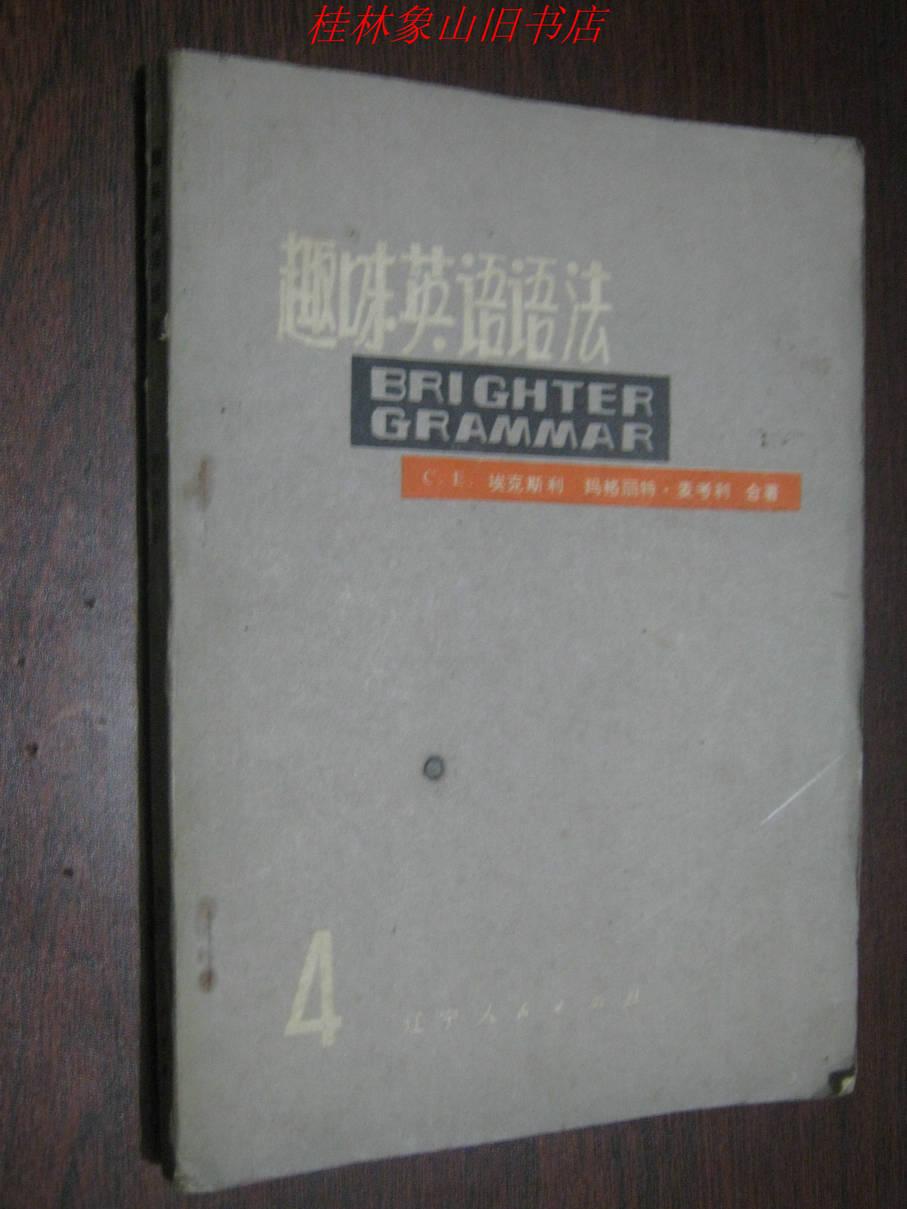 桂林象山旧书店
趣味英语语法
BRIGHTER
GRAMMAR
C. E. 埃克斯利 玛格丽特·麦考利 合著
4
辽宁人民出版社